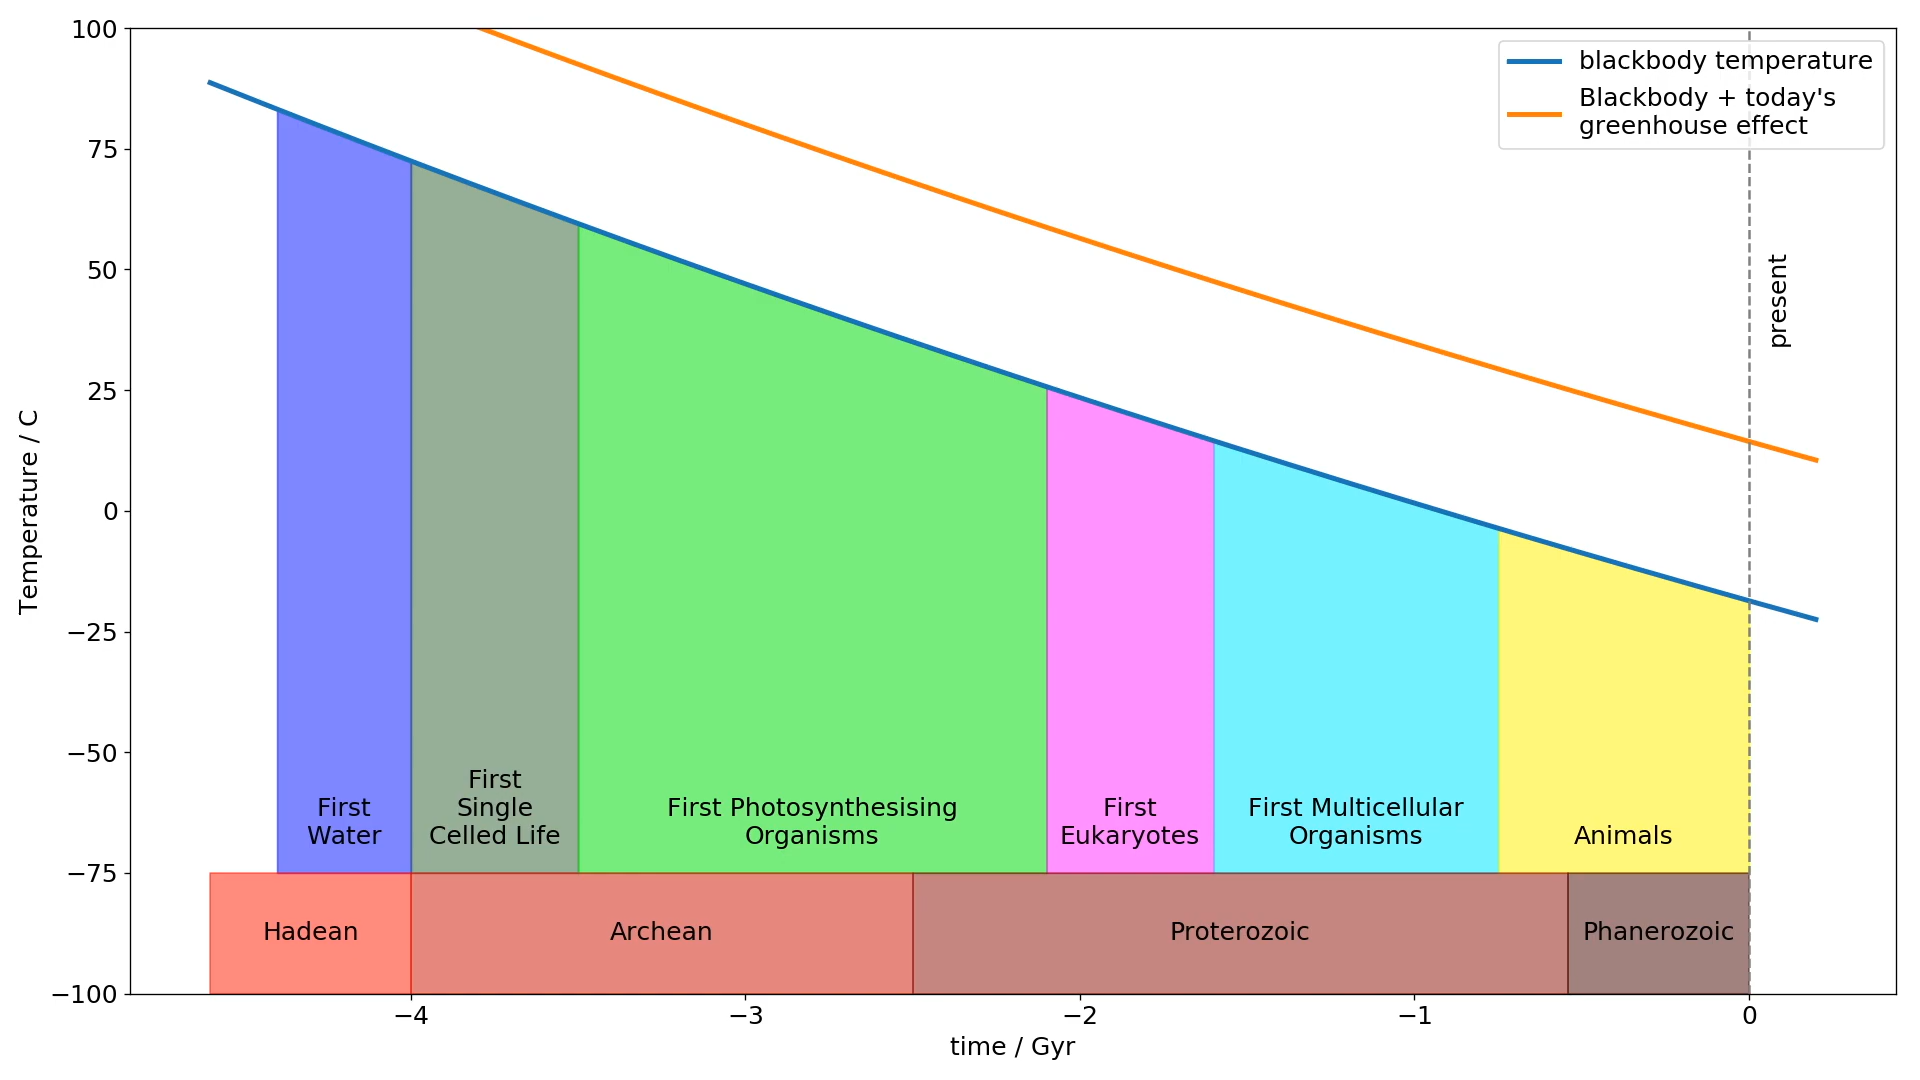 100
75
50
25
0
−25
−50
−75
−100
Temperature / C
blackbody temperature
Blackbody + today's
greenhouse effect
present
First
Water
First
Single
Celled Life
First Photosynthesising
Organisms
First
Eukaryotes
First Multicellular
Organisms
Animals
Hadean
Archean
Proterozoic
Phanerozoic
−4
−3
−2
−1
0
time / Gyr